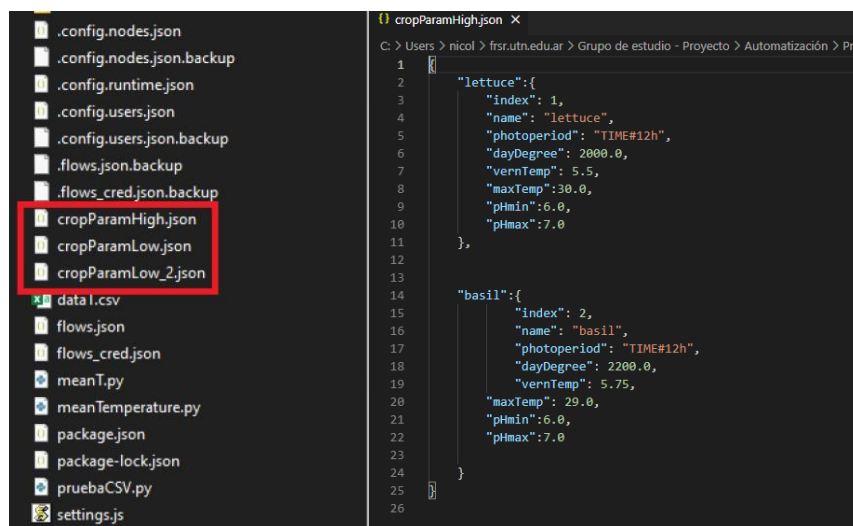 .config.nodes.json
.config.nodes.json.backup
.config.runtime.json
.config.users.json
.config.users.json.backup
.flows.json.backup
.flows_cred.json.backup
cropParamHigh.json
cropParamLow.json
cropParamLow_2.json
dataT.csv
flows.json
flows_cred.json
meanT.py
meanTemperature.py
package.json
package-lock.json
pruebaCSV.py
settings.js
{} cropParamHigh.json ×
C: > Users > nicol > frsr.utn.edu.ar > Grupo de estudio - Proyecto > Automatización > Pr
1 {
2 "lettuce":{
3 "index": 1,
4 "name": "lettuce",
5 "photoperiod": "TIME#12h",
6 "dayDegree": 2000.0,
7 "vernTemp": 5.5,
8 "maxTemp":30.0,
9 "pHmin":6.0,
10 "pHmax":7.0
11 },
12
13
14 "basil":{
15 "index": 2,
16 "name": "basil",
17 "photoperiod": "TIME#12h",
18 "dayDegree": 2200.0,
19 "vernTemp": 5.75,
20 "maxTemp": 29.0,
21 "pHmin":6.0,
22 "pHmax":7.0
23
24 }
25 }
26